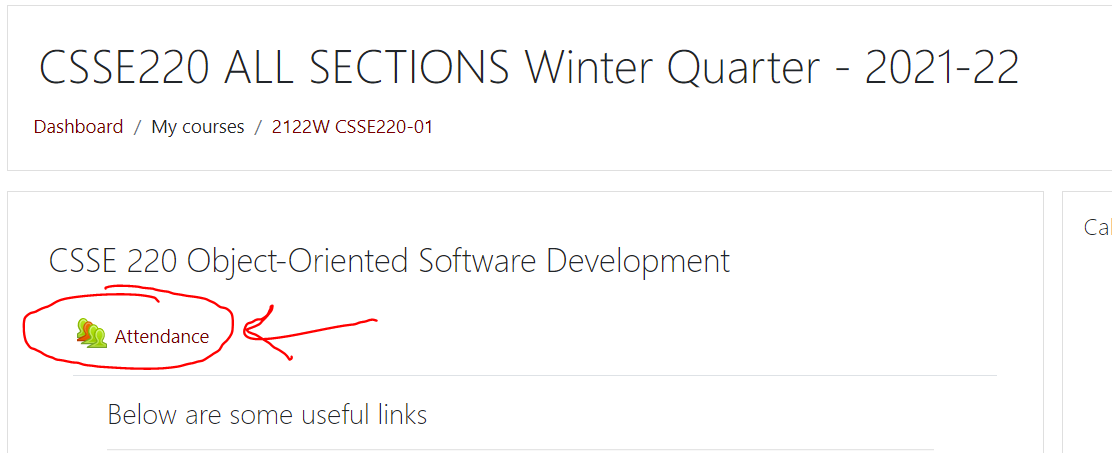 CSSE220 ALL SECTIONS Winter Quarter - 2021-22
Dashboard / My courses / 2122W CSSE220-01
CSSE 220 Object-Oriented Software Development
Attendance
Below are some useful links